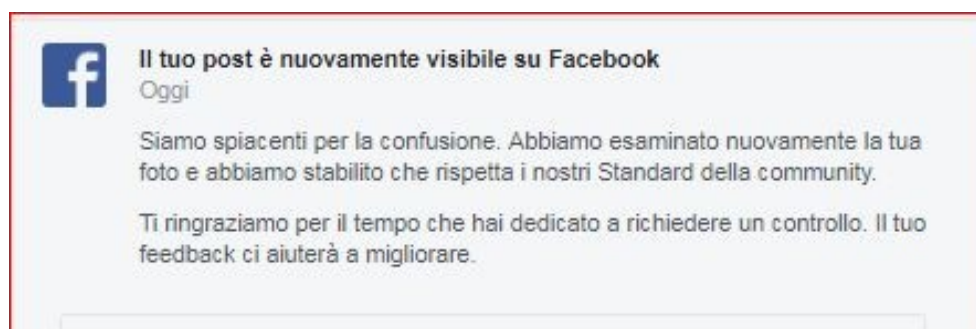 Il tuo post è nuovamente visibile su Facebook
Oggi
Siamo spiacenti per la confusione. Abbiamo esaminato nuovamente la tua
foto e abbiamo stabilito che rispetta i nostri Standard della community.
Ti ringraziamo per il tempo che hai dedicato a richiedere un controllo. Il tuo
feedback ci aiuterà a migliorare.